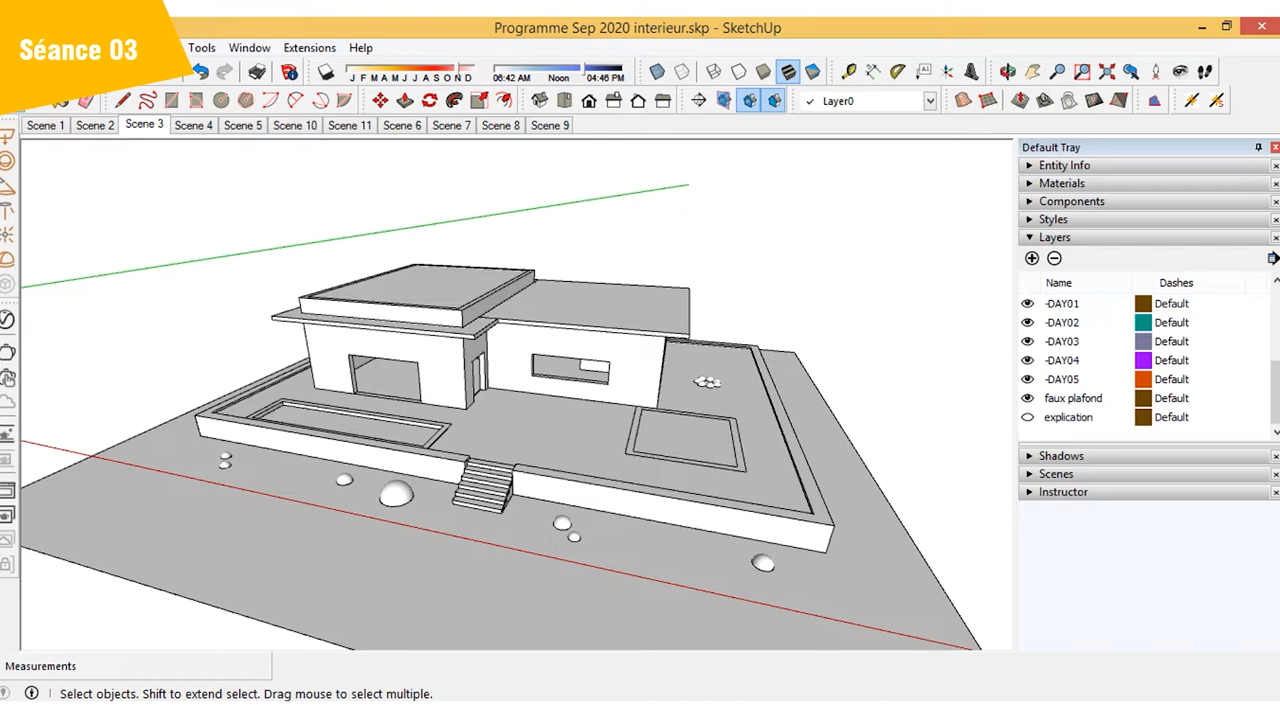 Séance 03
Programme Sep 2020 interieur.skp - SketchUp
Tools Window Extensions Help
J F M A M J J A S O N D
06:42 AM Noon 04:46 PM
A1
Layer0
Scene 1 Scene 2 Scene 3 Scene 4 Scene 5 Scene 10 Scene 11 Scene 6 Scene 7 Scene 8 Scene 9
Default Tray
Entity Info
Materials
Components
Styles
Layers
Name Dashes
-DAY01 Default
-DAY02 Default
-DAY03 Default
-DAY04 Default
-DAY05 Default
faux plafond Default
explication Default
Shadows
Scenes
Instructor
Measurements
Select objects. Shift to extend select. Drag mouse to select multiple.